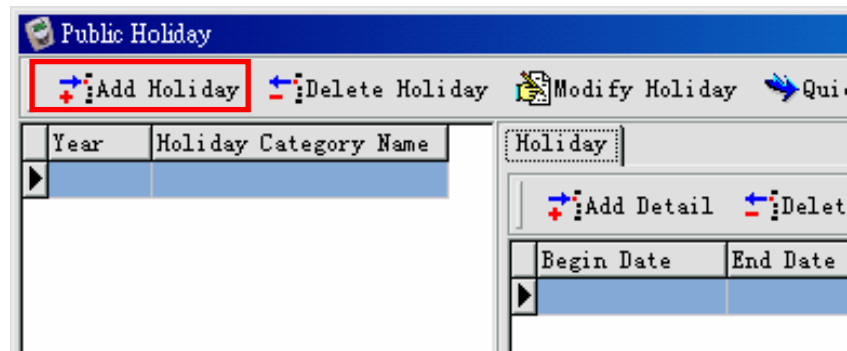 Public Holiday
Add Holiday Delete Holiday Modify Holiday
Year Holiday Category Name
Holiday
Add Detail
Begin Date End Date